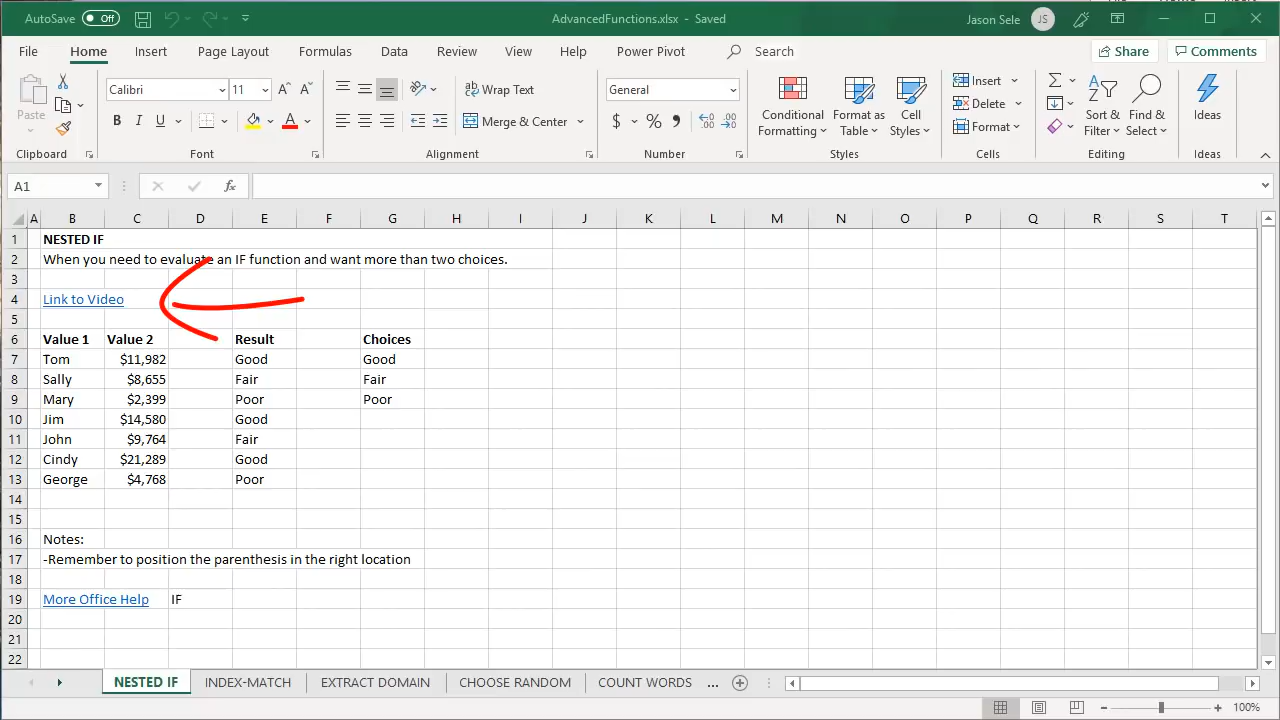 AutoSave Off AdvancedFunctions.xlsx - Saved Jason Sele JS
File Home Insert Page Layout Formulas Data Review View Help Power Pivot Search Share Comments
Paste Calibri 11 A^ A^ B I U A ab Wrap Text Merge & Center General $ % , Conditional Formatting Format as Table Cell Styles Insert Delete Format Σ Sort & Filter Find & Select Ideas
Clipboard Font Alignment Number Styles Cells Editing Ideas
A1 fx
A B C D E F G H I J K L M N O P Q R S T
1 NESTED IF
2 When you need to evaluate an IF function and want more than two choices.
3
4 Link to Video
5
6 Value 1 Value 2 Result Choices
7 Tom $11,982 Good Good
8 Sally $8,655 Fair Fair
9 Mary $2,399 Poor Poor
10 Jim $14,580 Good
11 John $9,764 Fair
12 Cindy $21,289 Good
13 George $4,768 Poor
14
15
16 Notes:
17 -Remember to position the parenthesis in the right location
18
19 More Office Help IF
20
21
22
NESTED IF INDEX-MATCH EXTRACT DOMAIN CHOOSE RANDOM COUNT WORDS ...
100%